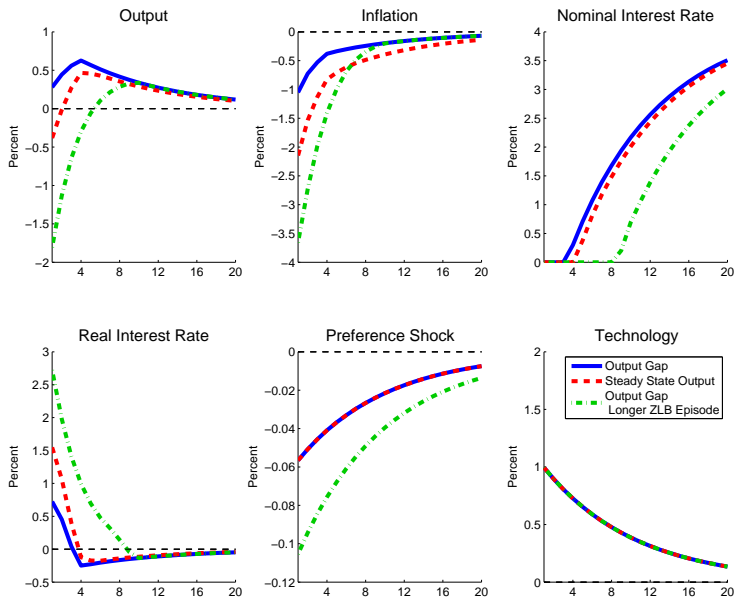 Output
Inflation
Nominal Interest Rate
Percent
1
0.5
0
−0.5
−1
−1.5
−2
4 8 12 16 20
Percent
0
−0.5
−1
−1.5
−2
−2.5
−3
−3.5
−4
4 8 12 16 20
Percent
4
3.5
3
2.5
2
1.5
1
0.5
0
4 8 12 16 20
Real Interest Rate
Preference Shock
Technology
Percent
3
2.5
2
1.5
1
0.5
0
−0.5
4 8 12 16 20
Percent
0
−0.02
−0.04
−0.06
−0.08
−0.1
−0.12
4 8 12 16 20
Percent
2
1.5
1
0.5
0
4 8 12 16 20
Output Gap
Steady State Output
Output Gap
Longer ZLB Episode